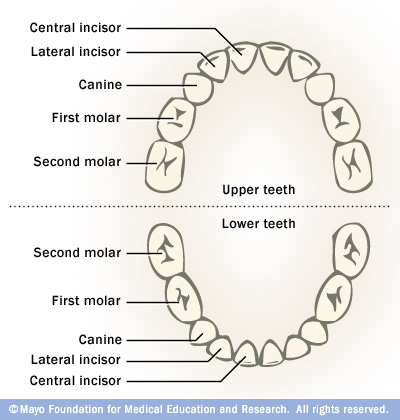 Central incisor
Lateral incisor
Canine
First molar
Second molar
Upper teeth
Lower teeth
Second molar
First molar
Canine
Lateral incisor
Central incisor
©Mayo Foundation for Medical Education and Research. All rights reserved.